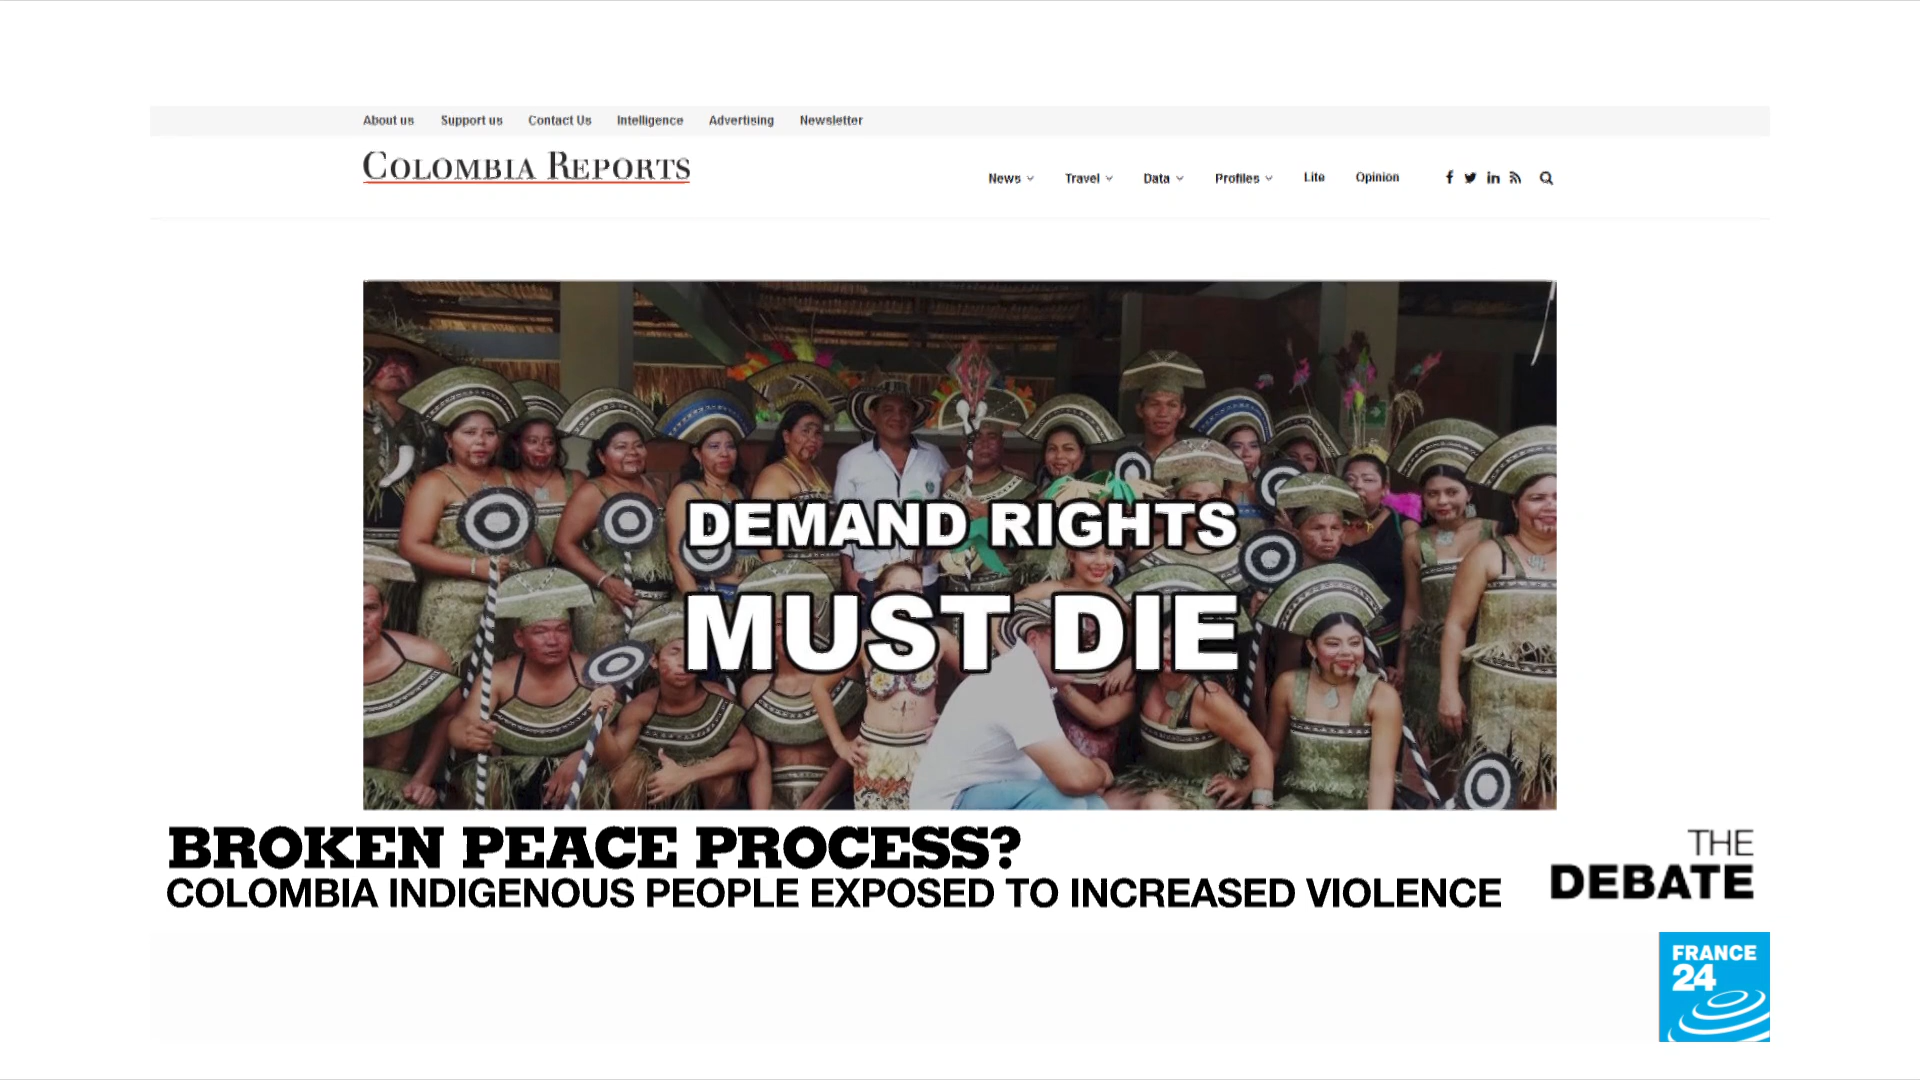 About us Support us Contact Us Intelligence Advertising Newsletter
COLOMBIA REPORTS
News Travel Data Profiles Lite Opinion
DEMAND RIGHTS
MUST DIE
BROKEN PEACE PROCESS?
COLOMBIA INDIGENOUS PEOPLE EXPOSED TO INCREASED VIOLENCE
THE
DEBATE
FRANCE
24